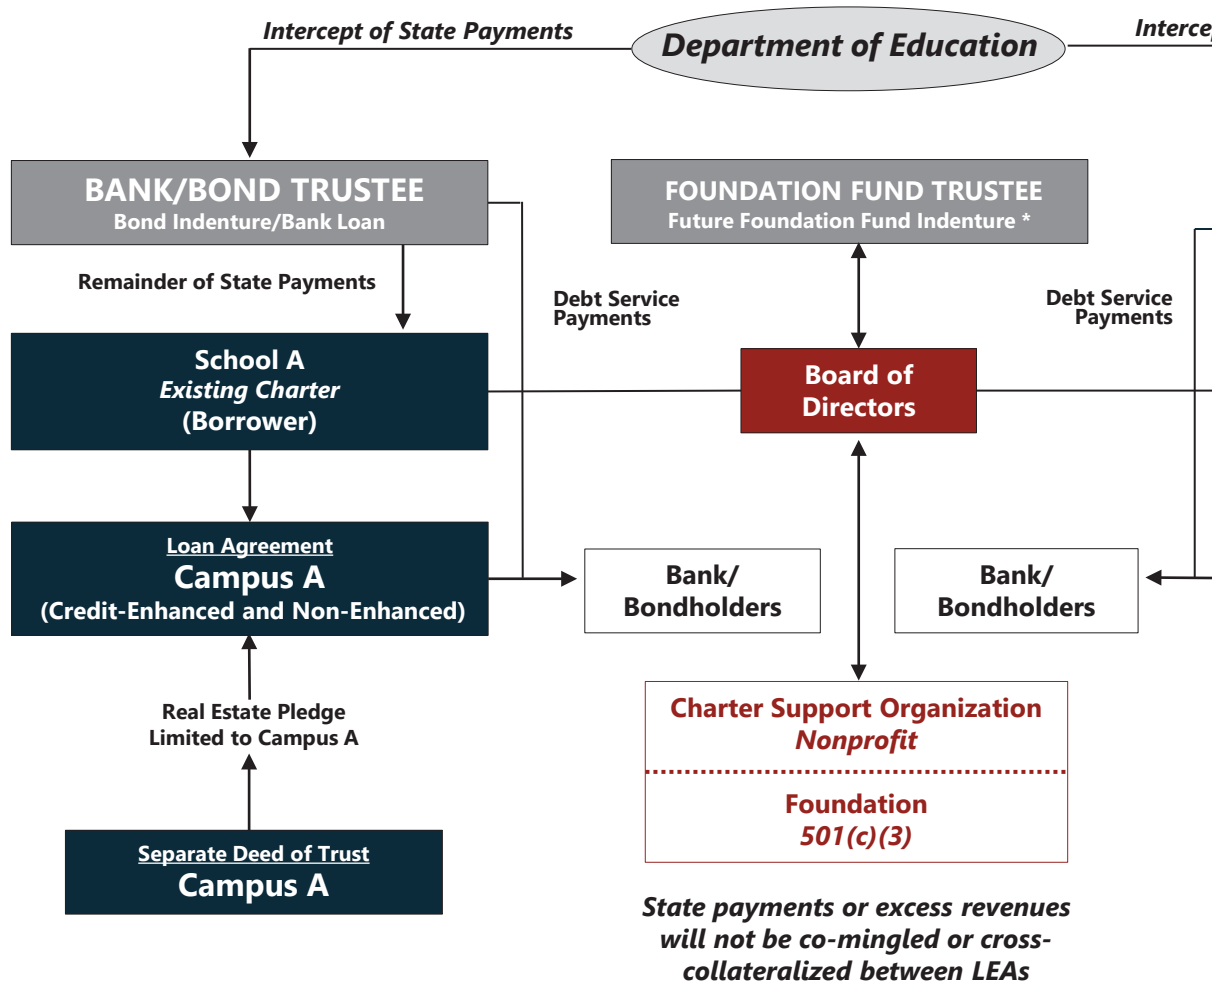 Intercept of State Payments
Department of Education
Intercep
BANK/BOND TRUSTEE
Bond Indenture/Bank Loan
FOUNDATION FUND TRUSTEE
Future Foundation Fund Indenture *
Remainder of State Payments
Debt Service
Payments
Debt Service
Payments
School A
Existing Charter
(Borrower)
Board of
Directors
Loan Agreement
Campus A
(Credit-Enhanced and Non-Enhanced)
Bank/
Bondholders
Bank/
Bondholders
Real Estate Pledge
Limited to Campus A
Charter Support Organization
Nonprofit
Foundation
501(c)(3)
Separate Deed of Trust
Campus A
State payments or excess revenues
will not be co-mingled or cross-
collateralized between LEAs